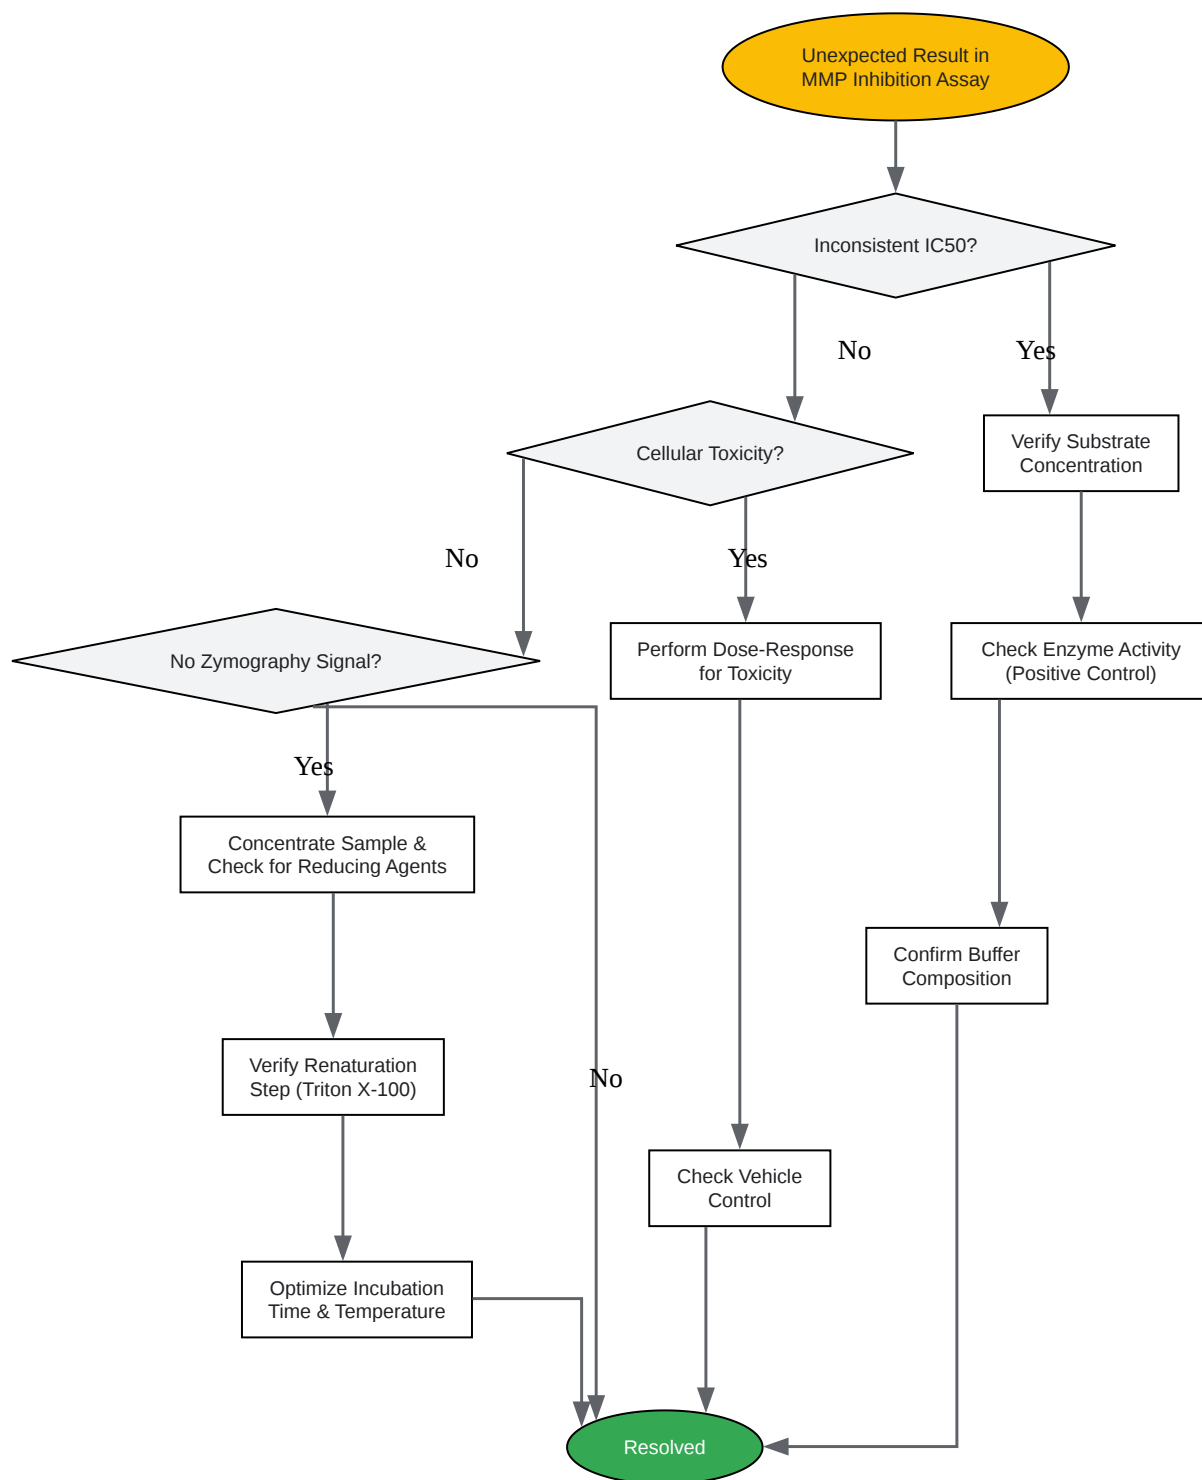 Unexpected Result in
MMP Inhibition Assay
Inconsistent IC50?
No
Yes
Cellular Toxicity?
Verify Substrate
Concentration
No
Yes
No Zymography Signal?
Perform Dose-Response
for Toxicity
Check Enzyme Activity
(Positive Control)
Yes
Concentrate Sample &
Check for Reducing Agents
Confirm Buffer
Composition
Verify Renaturation
Step (Triton X-100)
No
Check Vehicle
Control
Optimize Incubation
Time & Temperature
Resolved